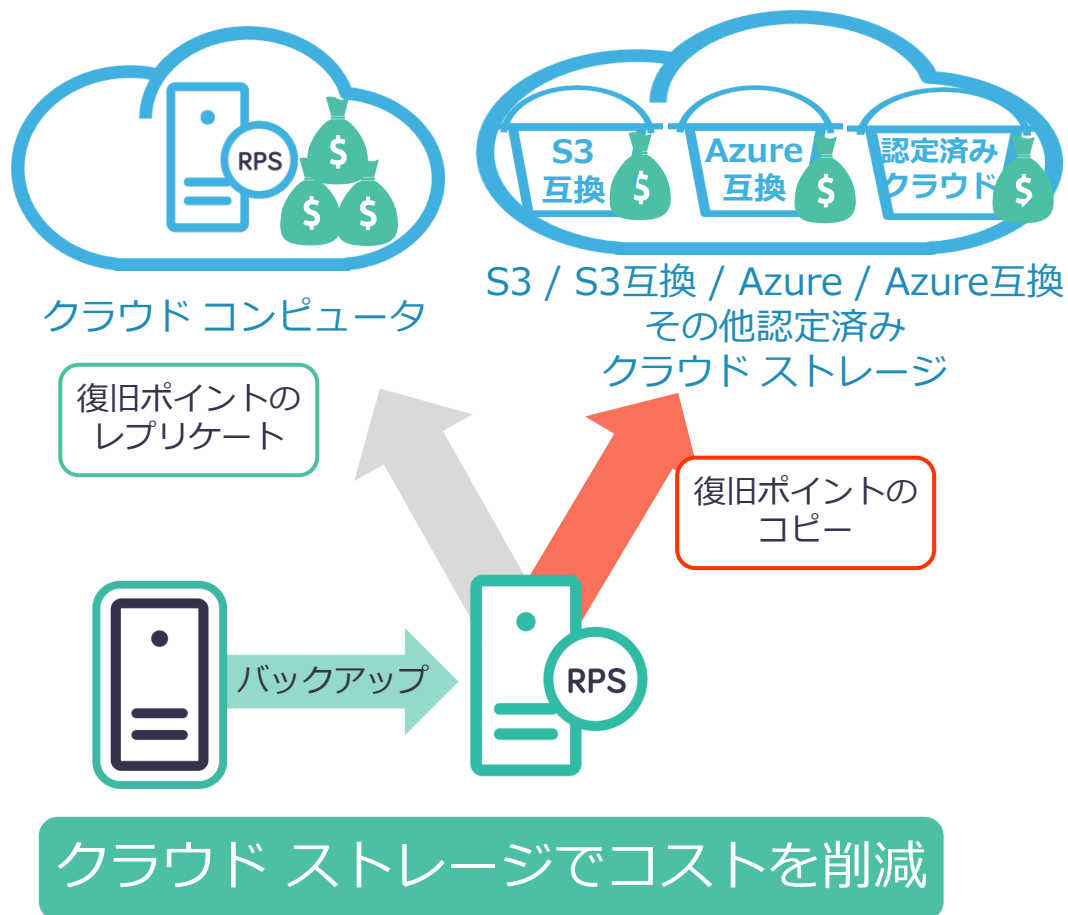 RPS
$
$
$
S3
互換
$
Azure
互換
$
認定済み
クラウド
$
クラウド コンピュータ
S3 / S3互換 / Azure / Azure互換
その他認定済み
クラウド ストレージ
復旧ポイントの
レプリケート
復旧ポイントの
コピー
バックアップ
RPS
クラウド ストレージでコストを削減